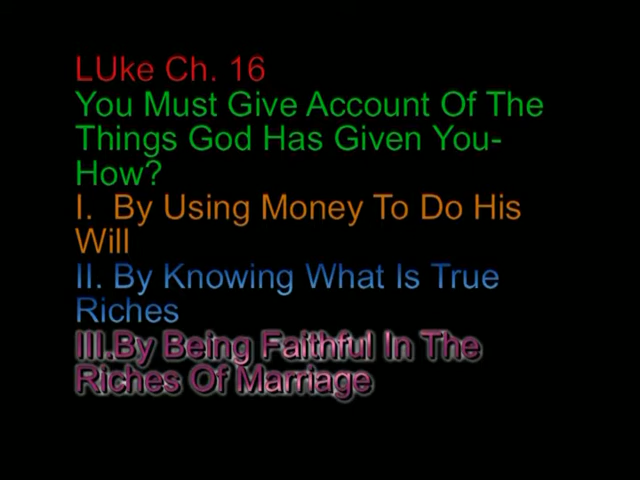 LUke Ch. 16
You Must Give Account Of The
Things God Has Given You-
How?
I.  By Using Money To Do His
Will
II. By Knowing What Is True
Riches
III.By Being Faithful In The
Riches Of Marriage